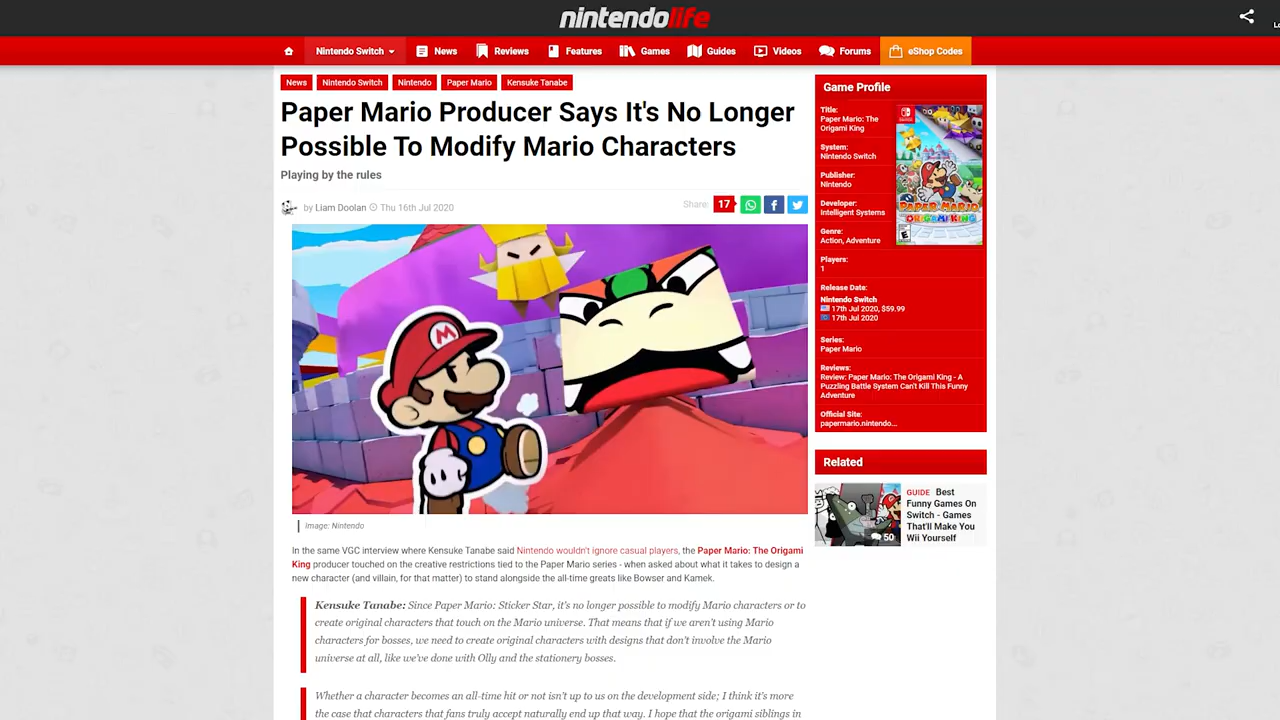 nintendolife
Nintendo Switch
News
Reviews
Features
Games
Guides
Videos
Forums
eShop Codes
News
Nintendo Switch
Nintendo
Paper Mario
Kensuke Tanabe
Paper Mario Producer Says It's No Longer
Possible To Modify Mario Characters
Playing by the rules
by Liam Doolan Thu 16th Jul 2020
Share: 17
M
Image: Nintendo
In the same VGC interview where Kensuke Tanabe said Nintendo wouldn't ignore casual players, the Paper Mario: The Origami
King producer touched on the creative restrictions tied to the Paper Mario series - when asked about what it takes to design a
new character (and villain, for that matter) to stand alongside the all-time greats like Bowser and Kamek.
Kensuke Tanabe: Since Paper Mario: Sticker Star, it's no longer possible to modify Mario characters or to
create original characters that touch on the Mario universe. That means that if we aren't using Mario
characters for bosses, we need to create original characters with designs that don't involve the Mario
universe at all, like we've done with Olly and the stationery bosses.
Whether a character becomes an all-time hit or not isn't up to us on the development side; I think it's more
the case that characters that fans truly accept naturally end up that way. I hope that the origami siblings in
Game Profile
Title:
Paper Mario: The
Origami King
System:
Nintendo Switch
Publisher:
Nintendo
Developer:
Intelligent Systems
Genre:
Action, Adventure
Players:
1
Release Date:
Nintendo Switch
17th Jul 2020, $59.99
17th Jul 2020
Series:
Paper Mario
Reviews:
Review: Paper Mario: The Origami King - A
Puzzling Battle System Can't Kill This Funny
Adventure
Official Site:
papermario.nintendo...
PAPER MARIO
ORIGAMI KING
E
Related
GUIDE Best
Funny Games On
Switch - Games
That'll Make You
Wii Yourself
50